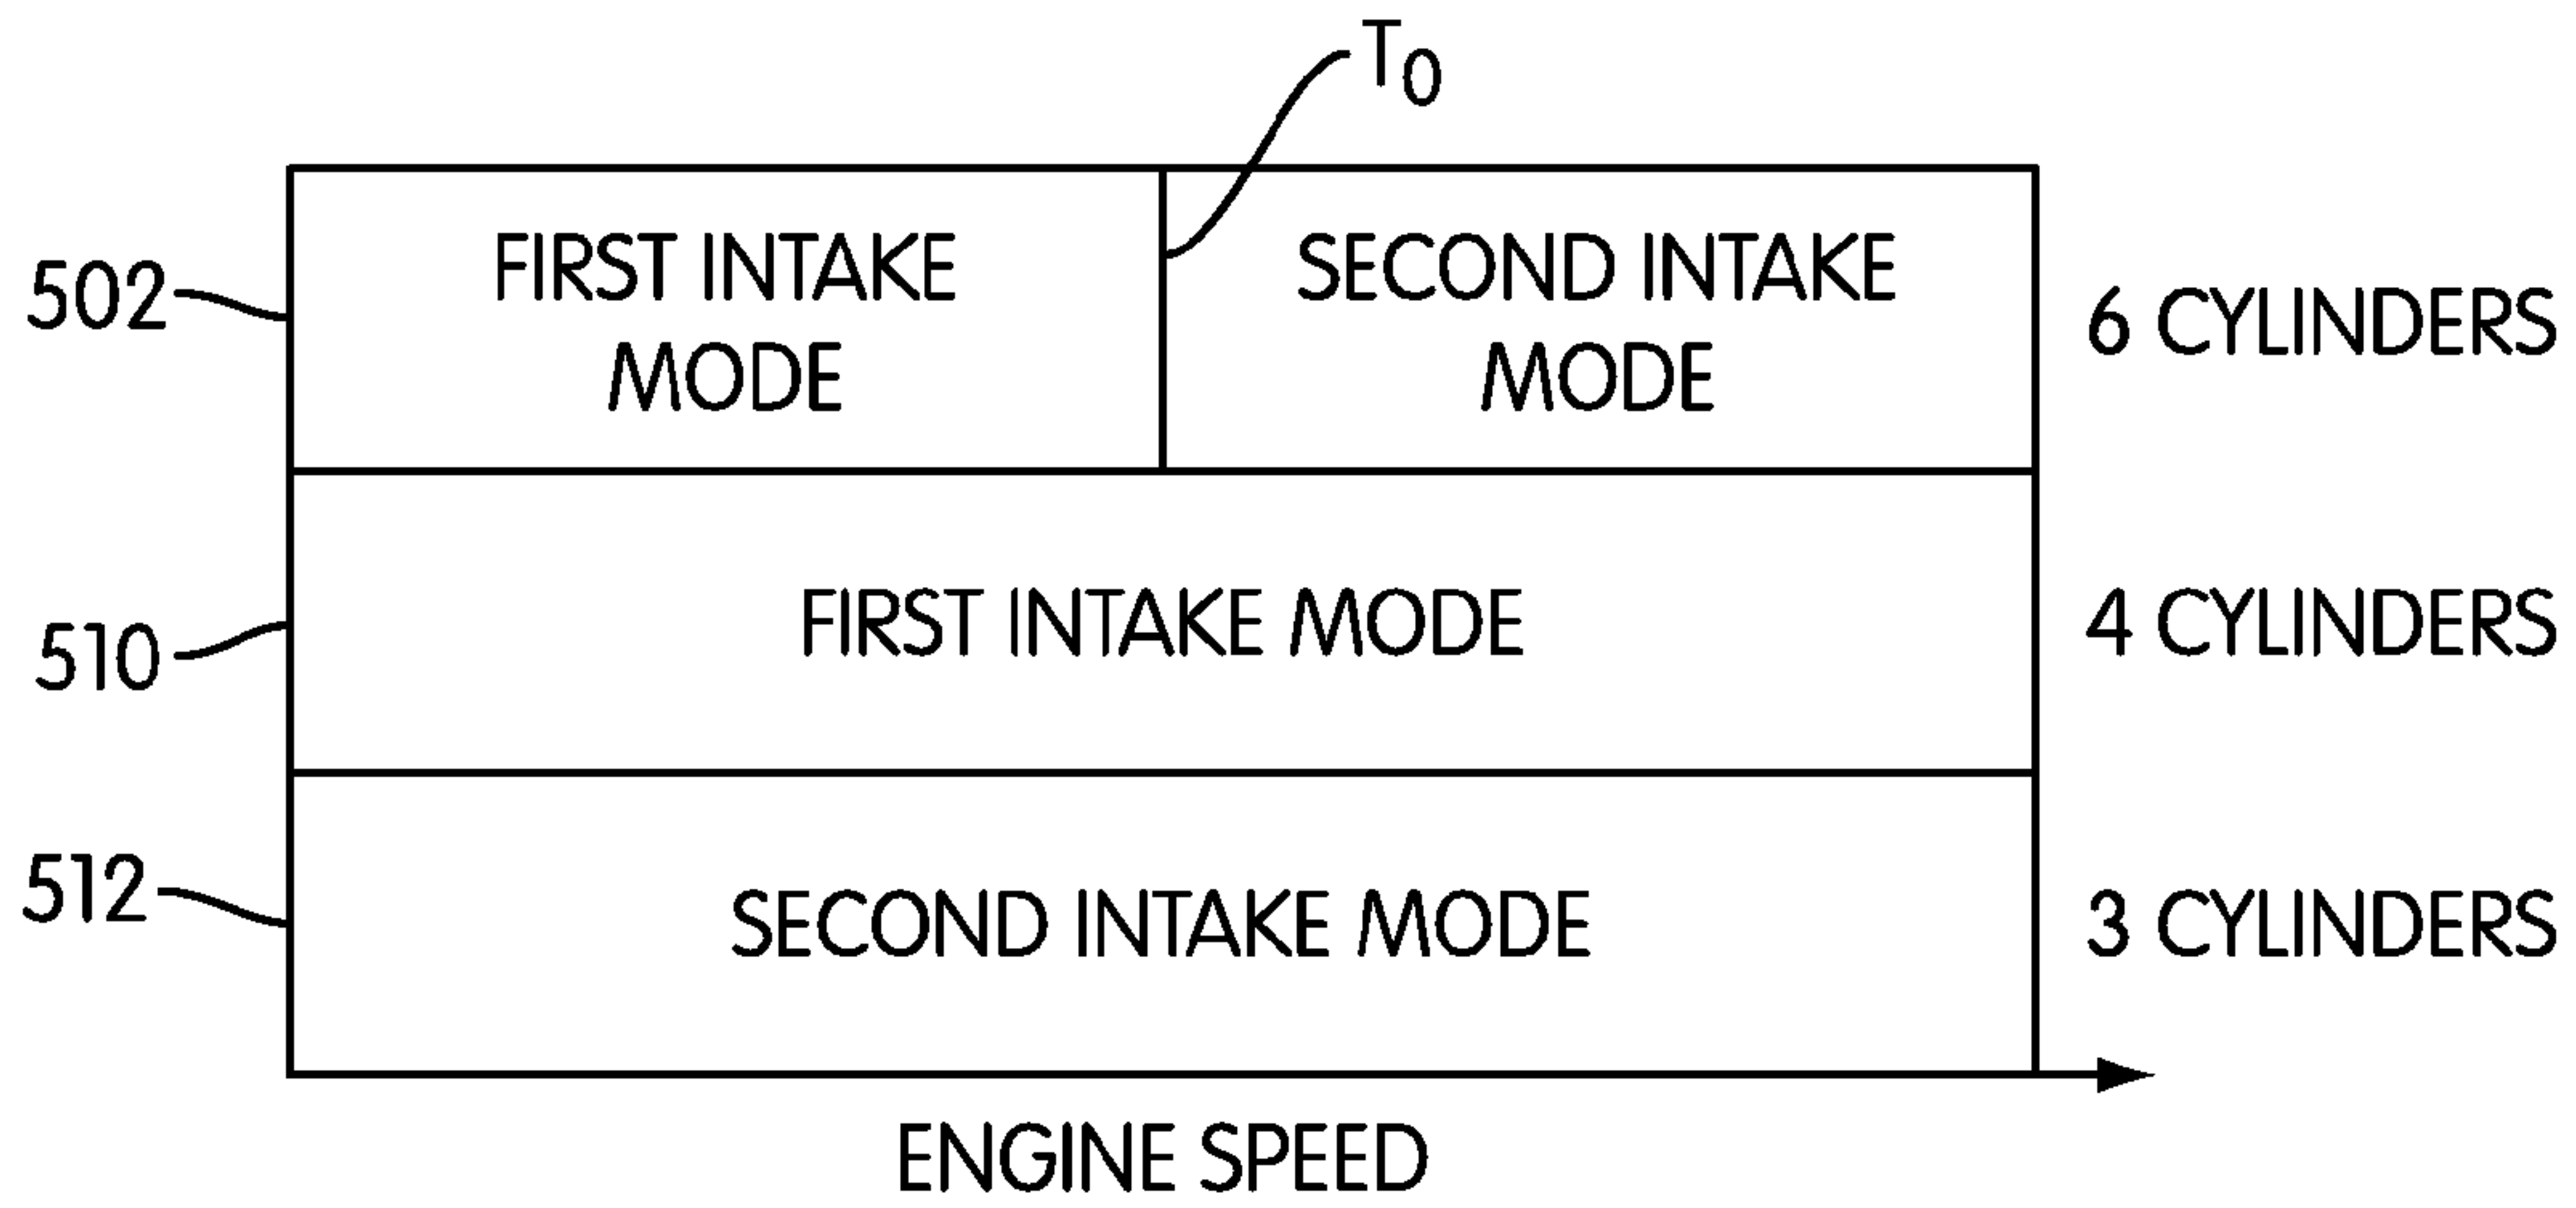 T0
502
FIRST INTAKE
MODE
SECOND INTAKE
MODE
6 CYLINDERS
510
FIRST INTAKE MODE
4 CYLINDERS
512
SECOND INTAKE MODE
3 CYLINDERS
ENGINE SPEED